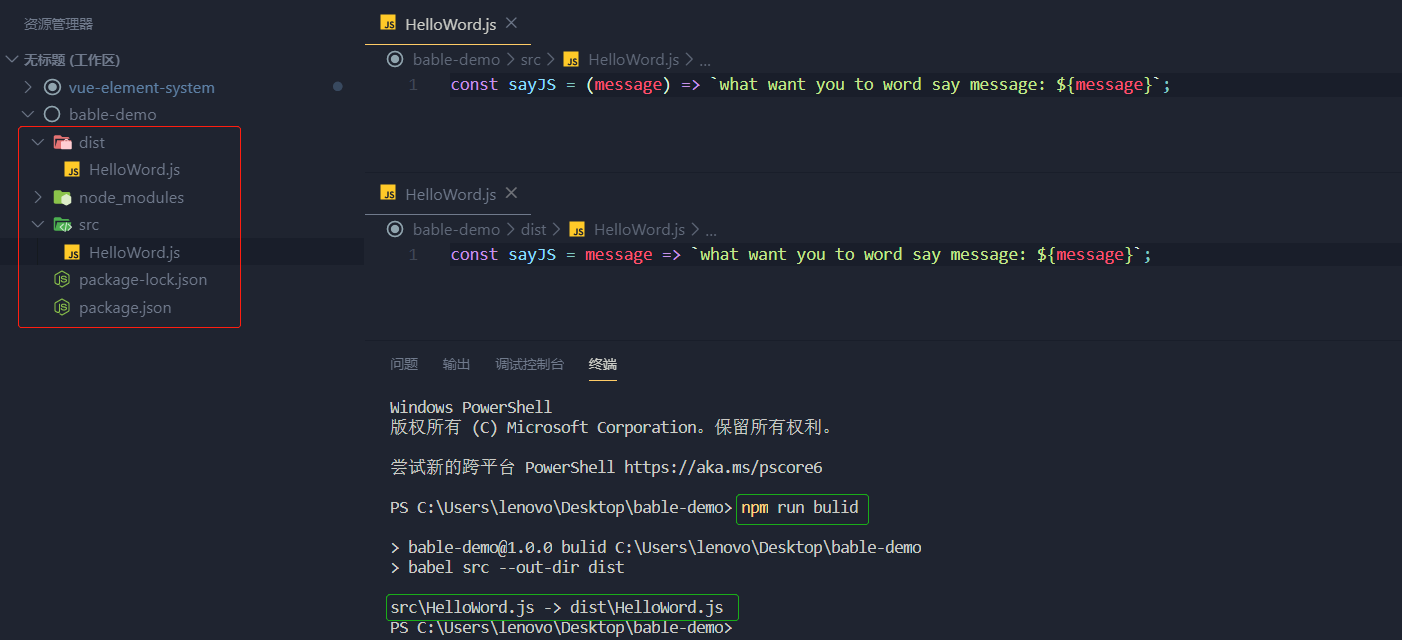 资源管理器
无标题 (工作区)
vue-element-system
bable-demo
dist
HelloWord.js
node_modules
src
HelloWord.js
package-lock.json
package.json
HelloWord.js
bable-demo > src > HelloWord.js > ...
1 const sayJS = (message) => `what want you to word say message: ${message}`;
HelloWord.js
bable-demo > dist > HelloWord.js > ...
1 const sayJS = message => `what want you to word say message: ${message}`;
问题 输出 调试控制台 终端
Windows PowerShell
版权所有 (C) Microsoft Corporation。保留所有权利。
尝试新的跨平台 PowerShell https://aka.ms/pscore6
PS C:\Users\lenovo\Desktop\bable-demo> npm run bulid
> bable-demo@1.0.0 bulid C:\Users\lenovo\Desktop\bable-demo
> babel src --out-dir dist
src\HelloWord.js -> dist\HelloWord.js
PS C:\Users\lenovo\Desktop\bable-demo>